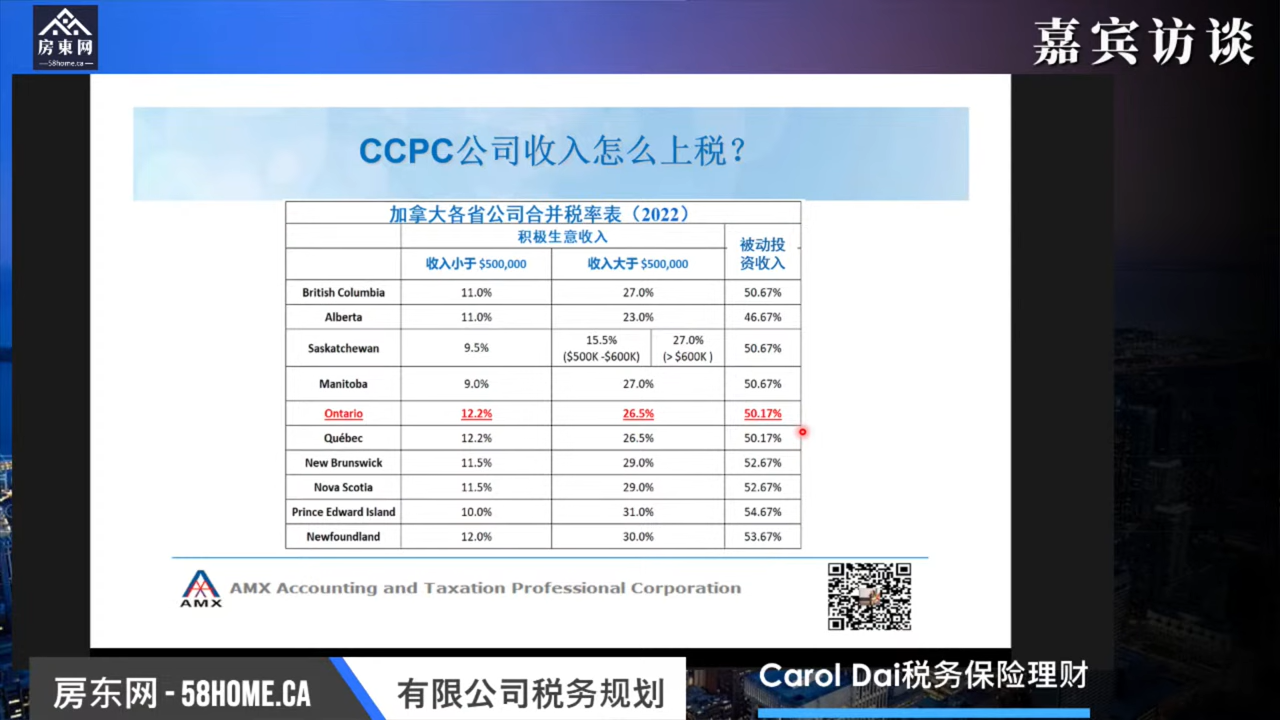 房東网
58home.ca
嘉宾访谈
CCPC公司收入怎么上税？
加拿大各省公司合并税率表（2022）
积极生意收入 被动投资收入
收入小于 $500,000 收入大于 $500,000
British Columbia 11.0% 27.0% 50.67%
Alberta 11.0% 23.0% 46.67%
Saskatchewan 9.5% 15.5% ($500K -$600K) 27.0% (> $600K ) 50.67%
Manitoba 9.0% 27.0% 50.67%
Ontario 12.2% 26.5% 50.17%
Québec 12.2% 26.5% 50.17%
New Brunswick 11.5% 29.0% 52.67%
Nova Scotia 11.5% 29.0% 52.67%
Prince Edward Island 10.0% 31.0% 54.67%
Newfoundland 12.0% 30.0% 53.67%
AMX
AMX Accounting and Taxation Professional Corporation
房东网 - 58HOME.CA
有限公司税务规划
Carol Dai税务保险理财